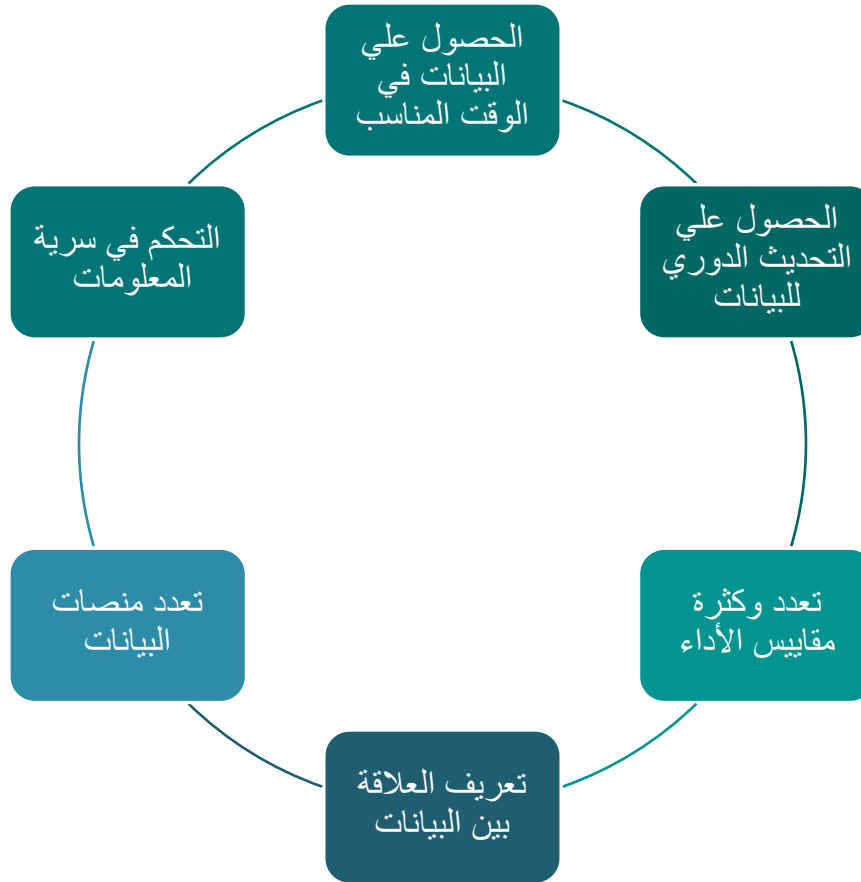 الحصول علي
البيانات في
الوقت المناسب
الحصول علي
التحديث الدوري
للبيانات
تعدد وكثرة
مقاييس الأداء
تعريف العلاقة
بين البيانات
تعدد منصات
البيانات
التحكم في سرية
المعلومات